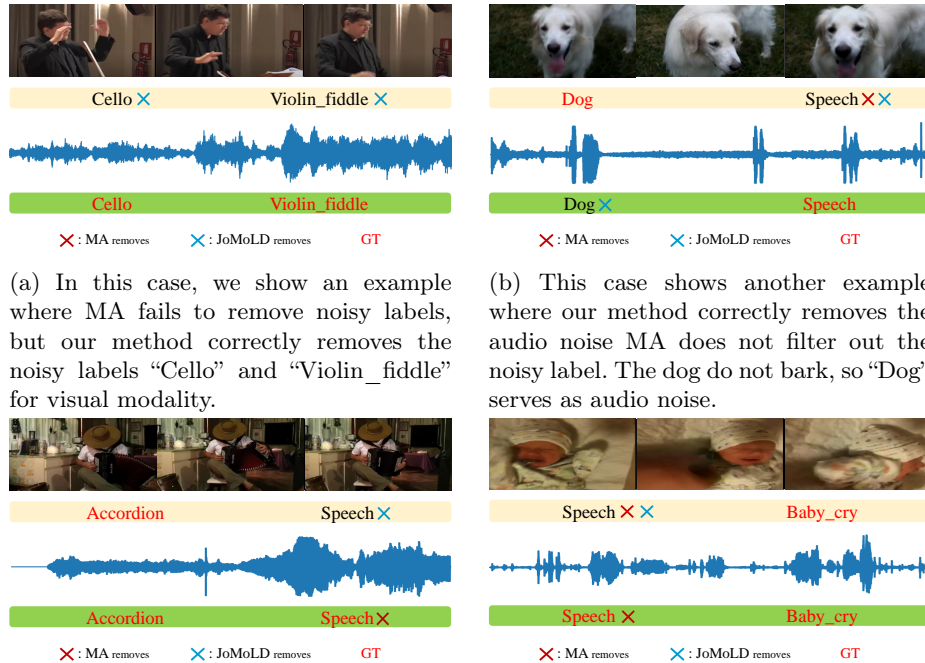 Cello Violin_fiddle
Cello Violin_fiddle
: MA removes : JoMoLD removes GT
(a) In this case, we show an example
where MA fails to remove noisy labels,
but our method correctly removes the
noisy labels “Cello” and “Violin_fiddle”
for visual modality.
Dog Speech
Dog Speech
: MA removes : JoMoLD removes GT
(b) This case shows another example
where our method correctly removes the
audio noise MA does not filter out the
noisy label. The dog do not bark, so “Dog”
serves as audio noise.
Accordion Speech
Accordion Speech
: MA removes : JoMoLD removes GT
Speech Baby_cry
Speech Baby_cry
: MA removes : JoMoLD removes GT